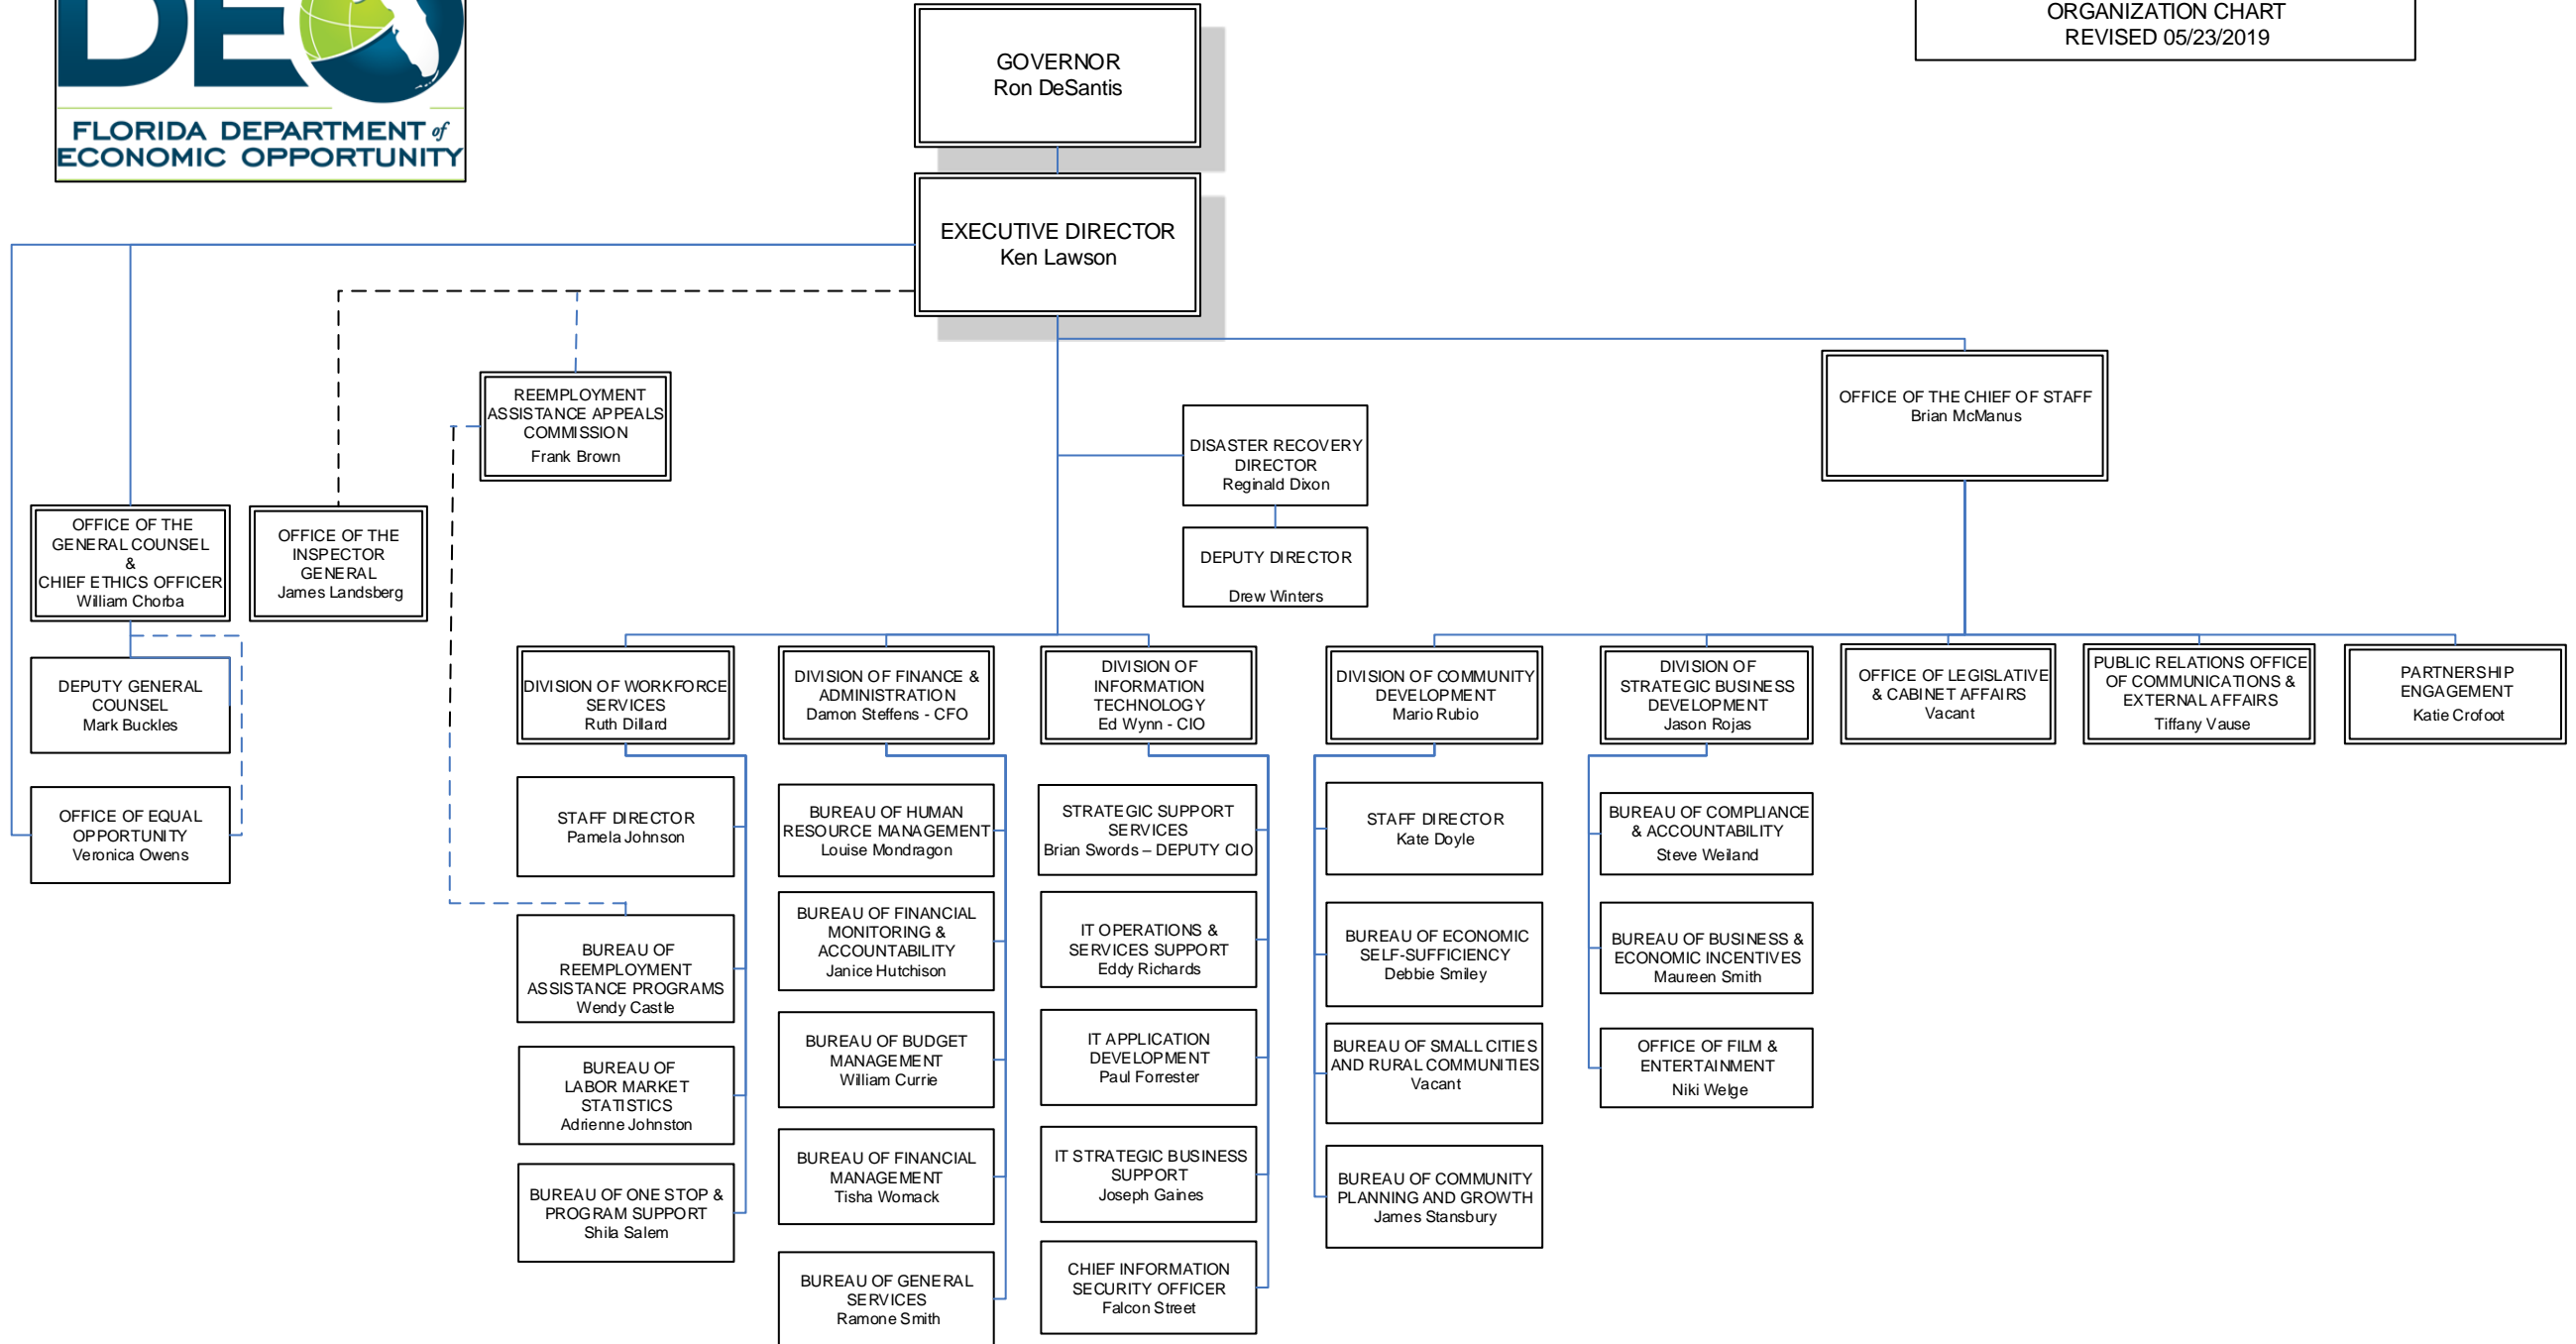 DEO
FLORIDA DEPARTMENT of
ECONOMIC OPPORTUNITY
ORGANIZATION CHART
REVISED 05/23/2019
GOVERNOR
Ron DeSantis
EXECUTIVE DIRECTOR
Ken Lawson
REEMPLOYMENT
ASSISTANCE APPEALS
COMMISSION
Frank Brown
OFFICE OF THE CHIEF OF STAFF
Brian McManus
DISASTER RECOVERY
DIRECTOR
Reginald Dixon
DEPUTY DIRECTOR
Drew Winters
OFFICE OF THE
GENERAL COUNSEL
&
CHIEF ETHICS OFFICER
William Chorba
OFFICE OF THE
INSPECTOR
GENERAL
James Landsberg
DEPUTY GENERAL
COUNSEL
Mark Buckles
OFFICE OF EQUAL
OPPORTUNITY
Veronica Owens
DIVISION OF WORKFORCE
SERVICES
Ruth Dillard
STAFF DIRECTOR
Pamela Johnson
BUREAU OF
REEMPLOYMENT
ASSISTANCE PROGRAMS
Wendy Castle
BUREAU OF
LABOR MARKET
STATISTICS
Adrienne Johnston
BUREAU OF ONE STOP &
PROGRAM SUPPORT
Shila Salem
DIVISION OF FINANCE &
ADMINISTRATION
Damon Steffens - CFO
BUREAU OF HUMAN
RESOURCE MANAGEMENT
Louise Mondragon
BUREAU OF FINANCIAL
MONITORING &
ACCOUNTABILITY
Janice Hutchison
BUREAU OF BUDGET
MANAGEMENT
William Currie
BUREAU OF FINANCIAL
MANAGEMENT
Tisha Womack
BUREAU OF GENERAL
SERVICES
Ramone Smith
DIVISION OF
INFORMATION
TECHNOLOGY
Ed Wynn - CIO
STRATEGIC SUPPORT
SERVICES
Brian Swords – DEPUTY CIO
IT OPERATIONS &
SERVICES SUPPORT
Eddy Richards
IT APPLICATION
DEVELOPMENT
Paul Forrester
IT STRATEGIC BUSINESS
SUPPORT
Joseph Gaines
CHIEF INFORMATION
SECURITY OFFICER
Falcon Street
DIVISION OF COMMUNITY
DEVELOPMENT
Mario Rubio
STAFF DIRECTOR
Kate Doyle
BUREAU OF ECONOMIC
SELF-SUFFICIENCY
Debbie Smiley
BUREAU OF SMALL CITIES
AND RURAL COMMUNITIES
Vacant
BUREAU OF COMMUNITY
PLANNING AND GROWTH
James Stansbury
DIVISION OF
STRATEGIC BUSINESS
DEVELOPMENT
Jason Rojas
BUREAU OF COMPLIANCE
& ACCOUNTABILITY
Steve Weiland
BUREAU OF BUSINESS &
ECONOMIC INCENTIVES
Maureen Smith
OFFICE OF FILM &
ENTERTAINMENT
Niki Welge
OFFICE OF LEGISLATIVE
& CABINET AFFAIRS
Vacant
PUBLIC RELATIONS OFFICE
OF COMMUNICATIONS &
EXTERNAL AFFAIRS
Tiffany Vause
PARTNERSHIP
ENGAGEMENT
Katie Crofoot